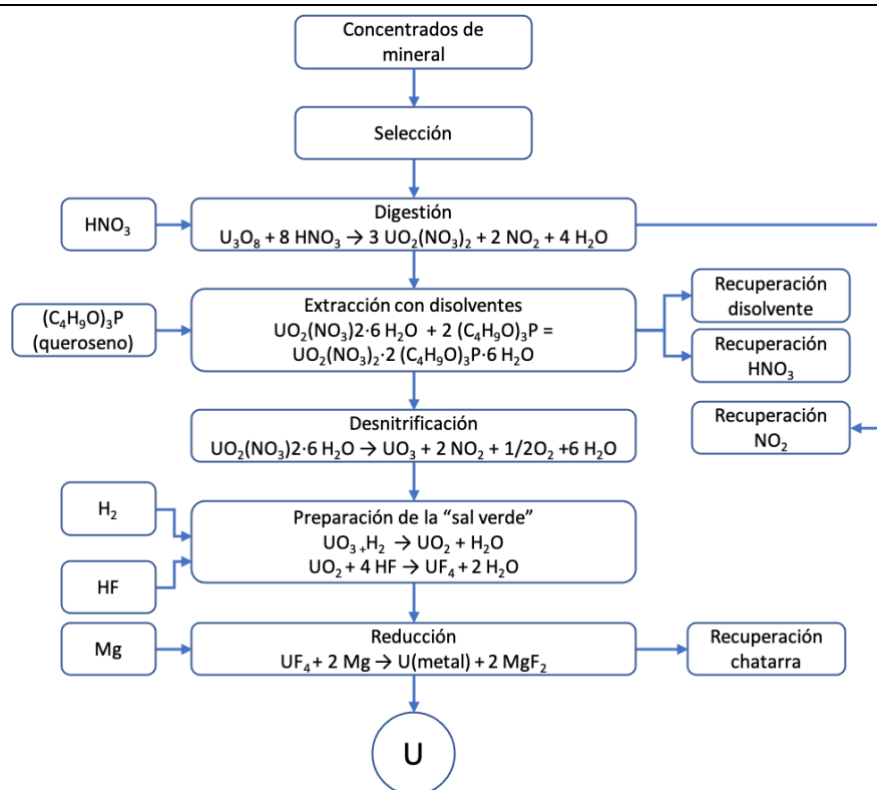 Concentrados de
mineral
Selección
HNO₃
Digestión
U₃O₈ + 8 HNO₃ → 3 UO₂(NO₃)₂ + 2 NO₂ + 4 H₂O
(C₄H₉O)₃P
(queroseno)
Extracción con disolventes
UO₂(NO₃)2·6 H₂O + 2 (C₄H₉O)₃P =
UO₂(NO₃)₂·2 (C₄H₉O)₃P·6 H₂O
Recuperación
disolvente
Recuperación
HNO₃
Desnitrificación
UO₂(NO₃)2·6 H₂O → UO₃ + 2 NO₂ + 1/2O₂ +6 H₂O
Recuperación
NO₂
H₂
HF
Preparación de la “sal verde”
UO₃ ₊H₂ → UO₂ + H₂O
UO₂ + 4 HF → UF₄ + 2 H₂O
Mg
Reducción
UF₄ + 2 Mg → U(metal) + 2 MgF₂
Recuperación
chatarra
U